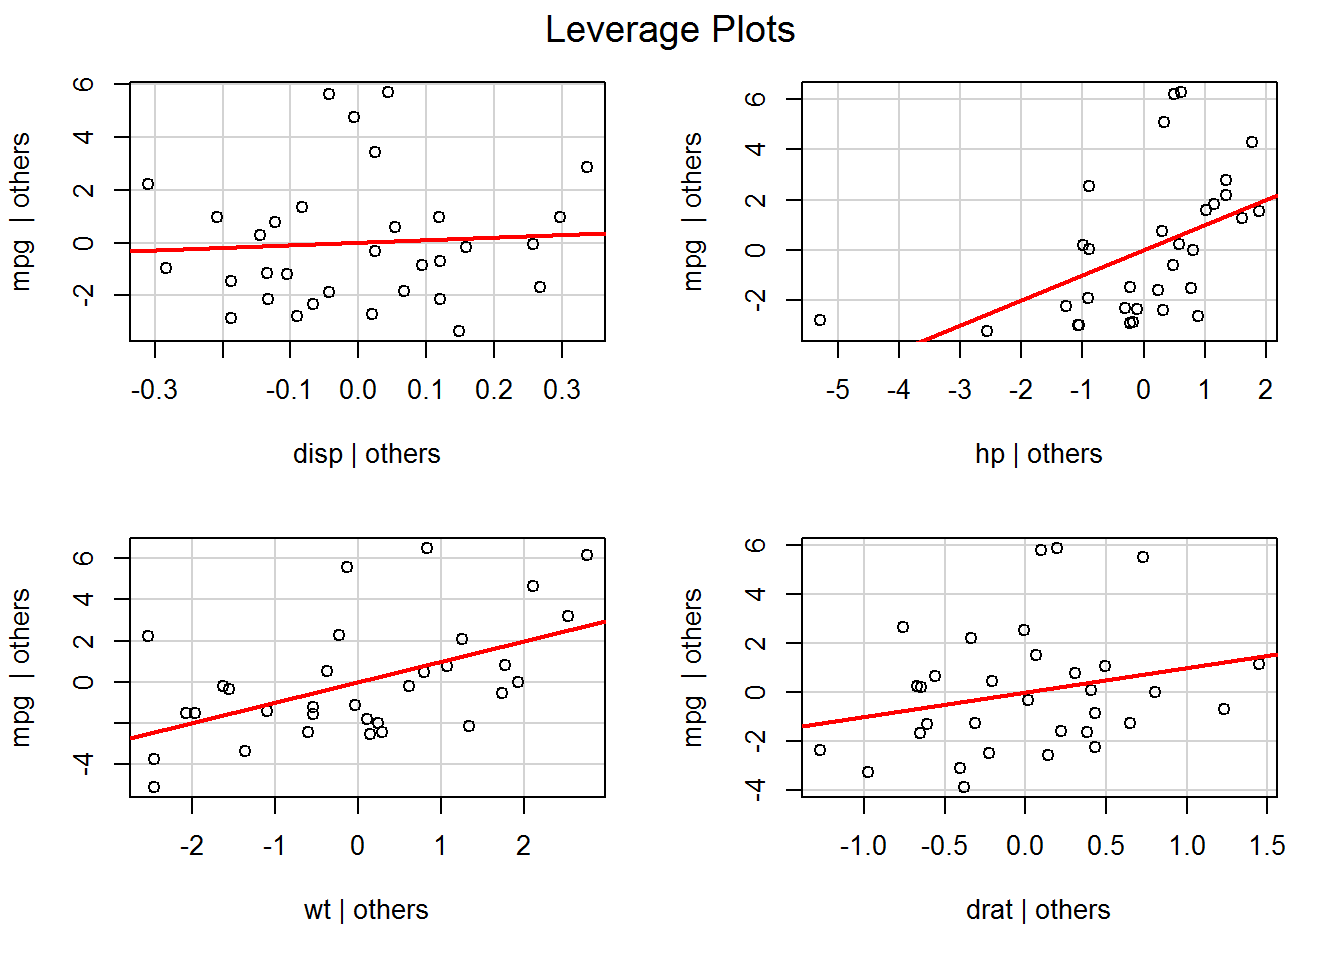 Leverage Plots
mpg | others
-2 0 2 4 6
-0.3 -0.1 0.0 0.1 0.2 0.3
disp | others
mpg | others
-2 0 2 4 6
-5 -4 -3 -2 -1 0 1 2
hp | others
mpg | others
-4 0 2 4 6
-2 -1 0 1 2
wt | others
mpg | others
-4 -2 0 2 4 6
-1.0 -0.5 0.0 0.5 1.0 1.5
drat | others